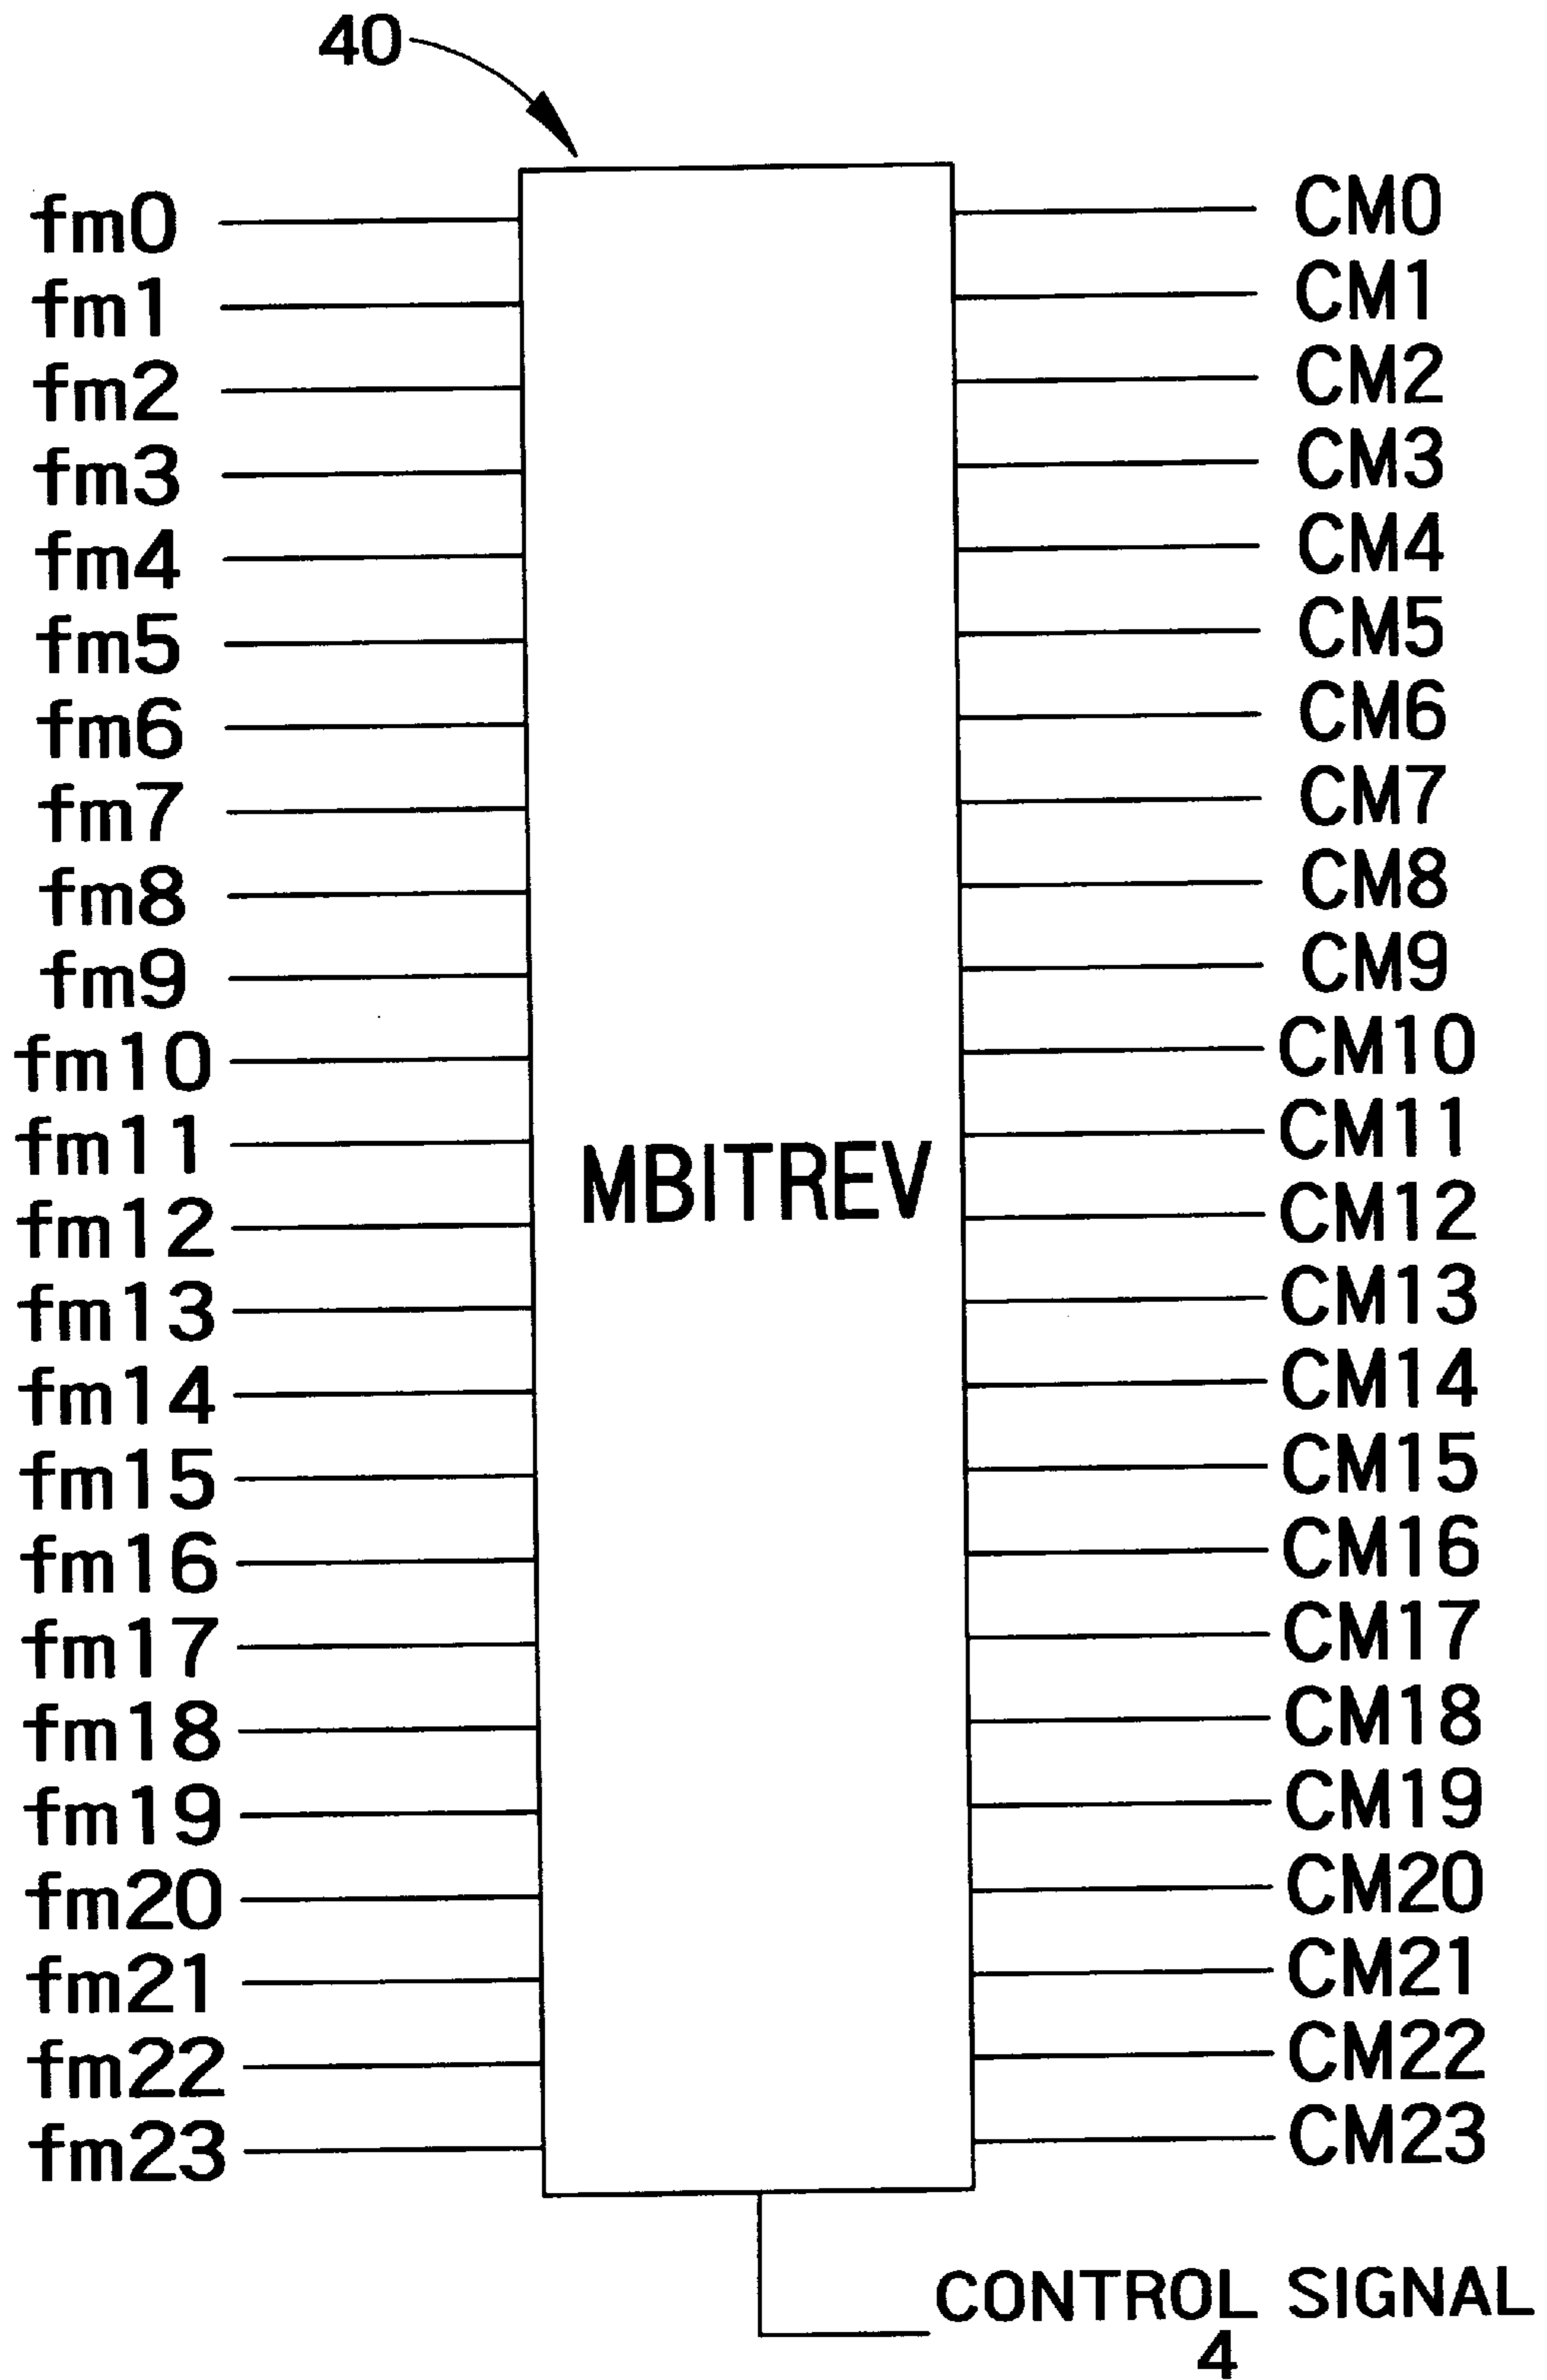 40
fm0 CM0
fm1 CM1
fm2 CM2
fm3 CM3
fm4 CM4
fm5 CM5
fm6 CM6
fm7 CM7
fm8 CM8
fm9 CM9
fm10 CM10
fm11 CM11
MBITREV
fm12 CM12
fm13 CM13
fm14 CM14
fm15 CM15
fm16 CM16
fm17 CM17
fm18 CM18
fm19 CM19
fm20 CM20
fm21 CM21
fm22 CM22
fm23 CM23
CONTROL SIGNAL
4